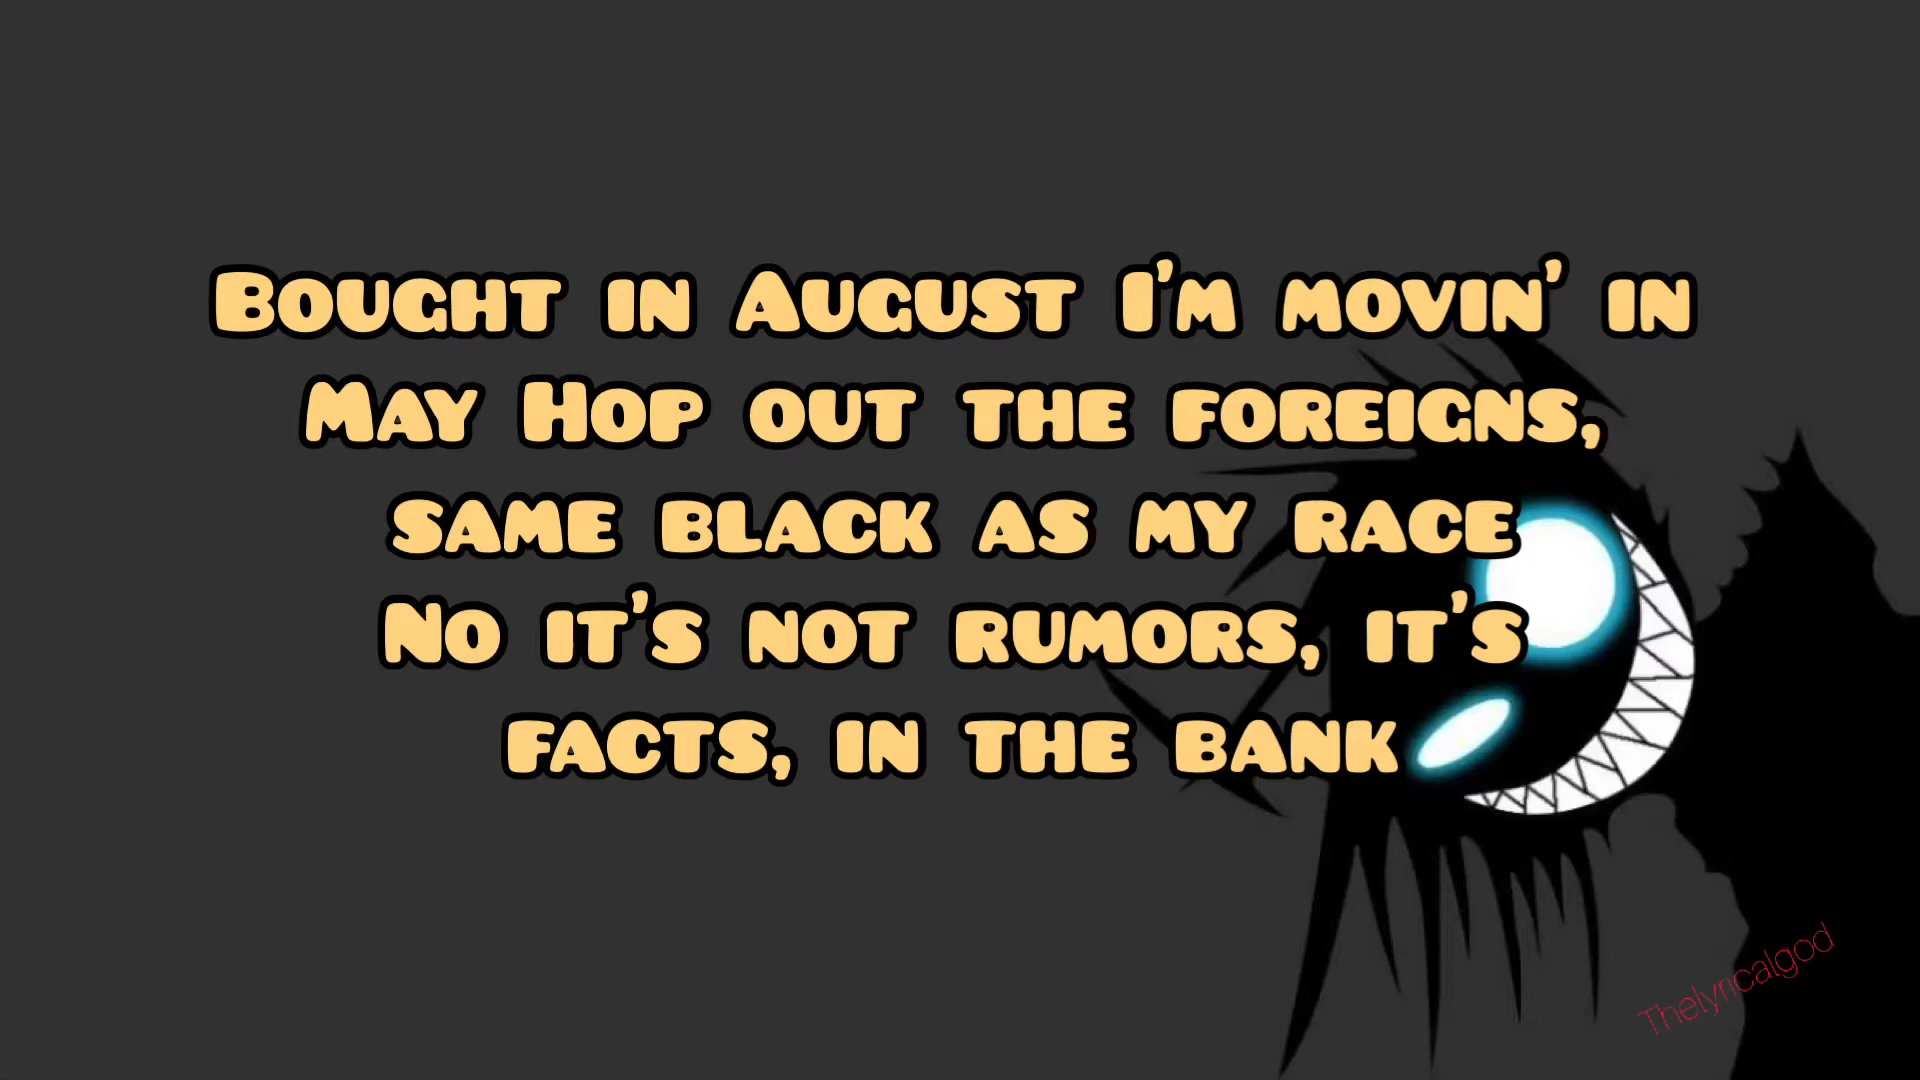 Bought in August I'm movin' in
May Hop out the foreigns,
same black as my race
No it's not rumors, it's
facts, in the bank
Thelyricalgod